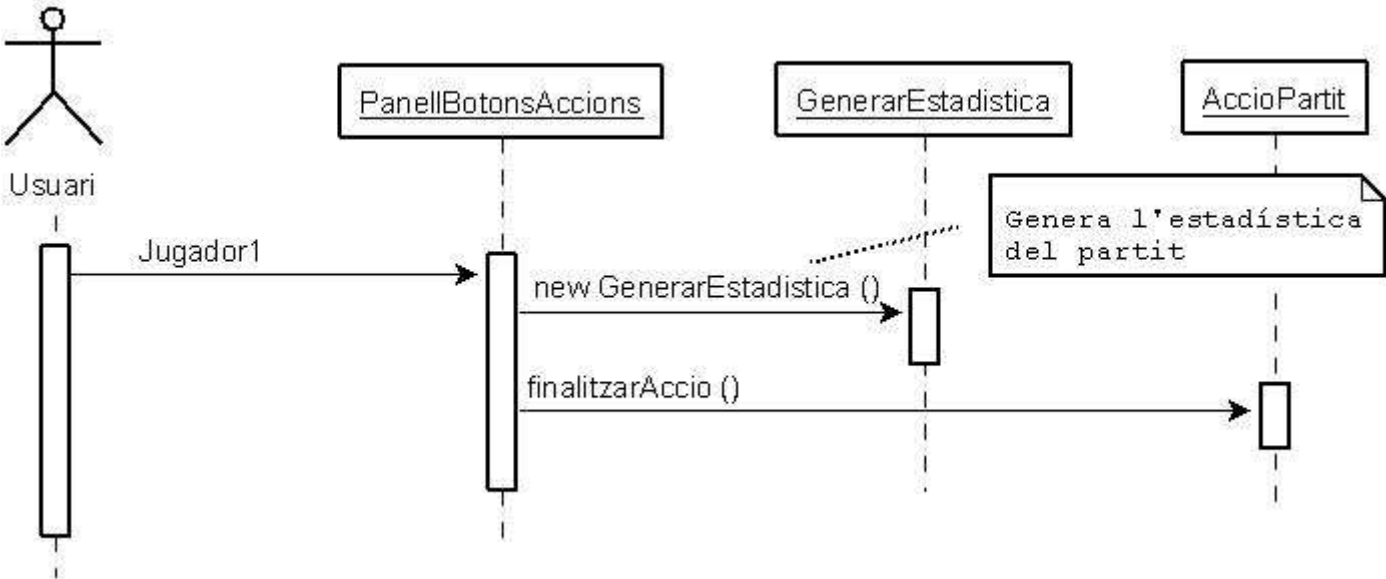 PanellBotonsAccions
GenerarEstadistica
AccioPartit
Usuari
Genera l'estadística
del partit
Jugador1
new GenerarEstadistica ()
finalitzarAccio ()